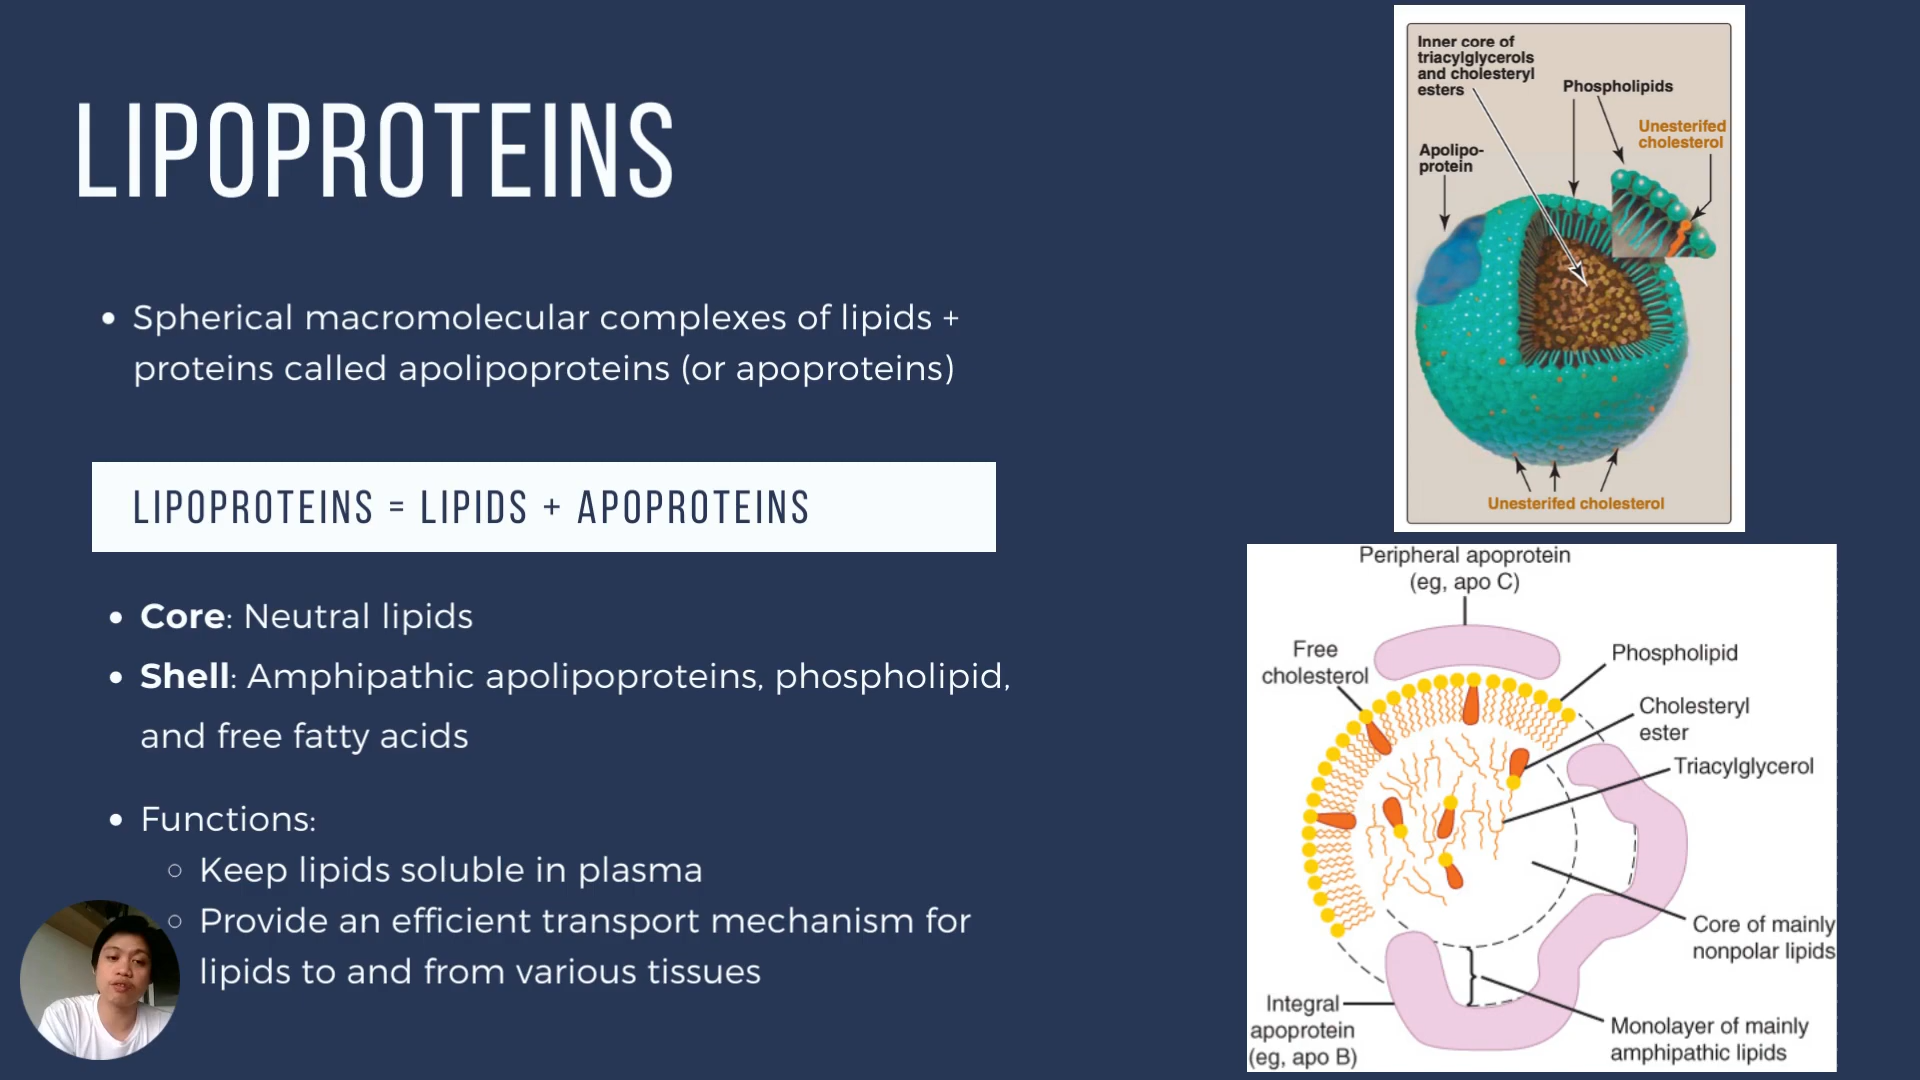 LIPOPROTEINS
Spherical macromolecular complexes of lipids +
proteins called apolipoproteins (or apoproteins)
LIPOPROTEINS = LIPIDS + APOPROTEINS
Core: Neutral lipids
Shell: Amphipathic apolipoproteins, phospholipid,
and free fatty acids
Functions:
Keep lipids soluble in plasma
Provide an efficient transport mechanism for
lipids to and from various tissues
Inner core of
triacylglycerols
and cholesteryl
esters
Phospholipids
Unesterifed
cholesterol
Apolipo-
protein
Unesterifed cholesterol
Peripheral apoprotein
(eg, apo C)
Free
cholesterol
Phospholipid
Cholesteryl
ester
Triacylglycerol
Core of mainly
nonpolar lipids
Integral
apoprotein
(eg, apo B)
Monolayer of mainly
amphipathic lipids